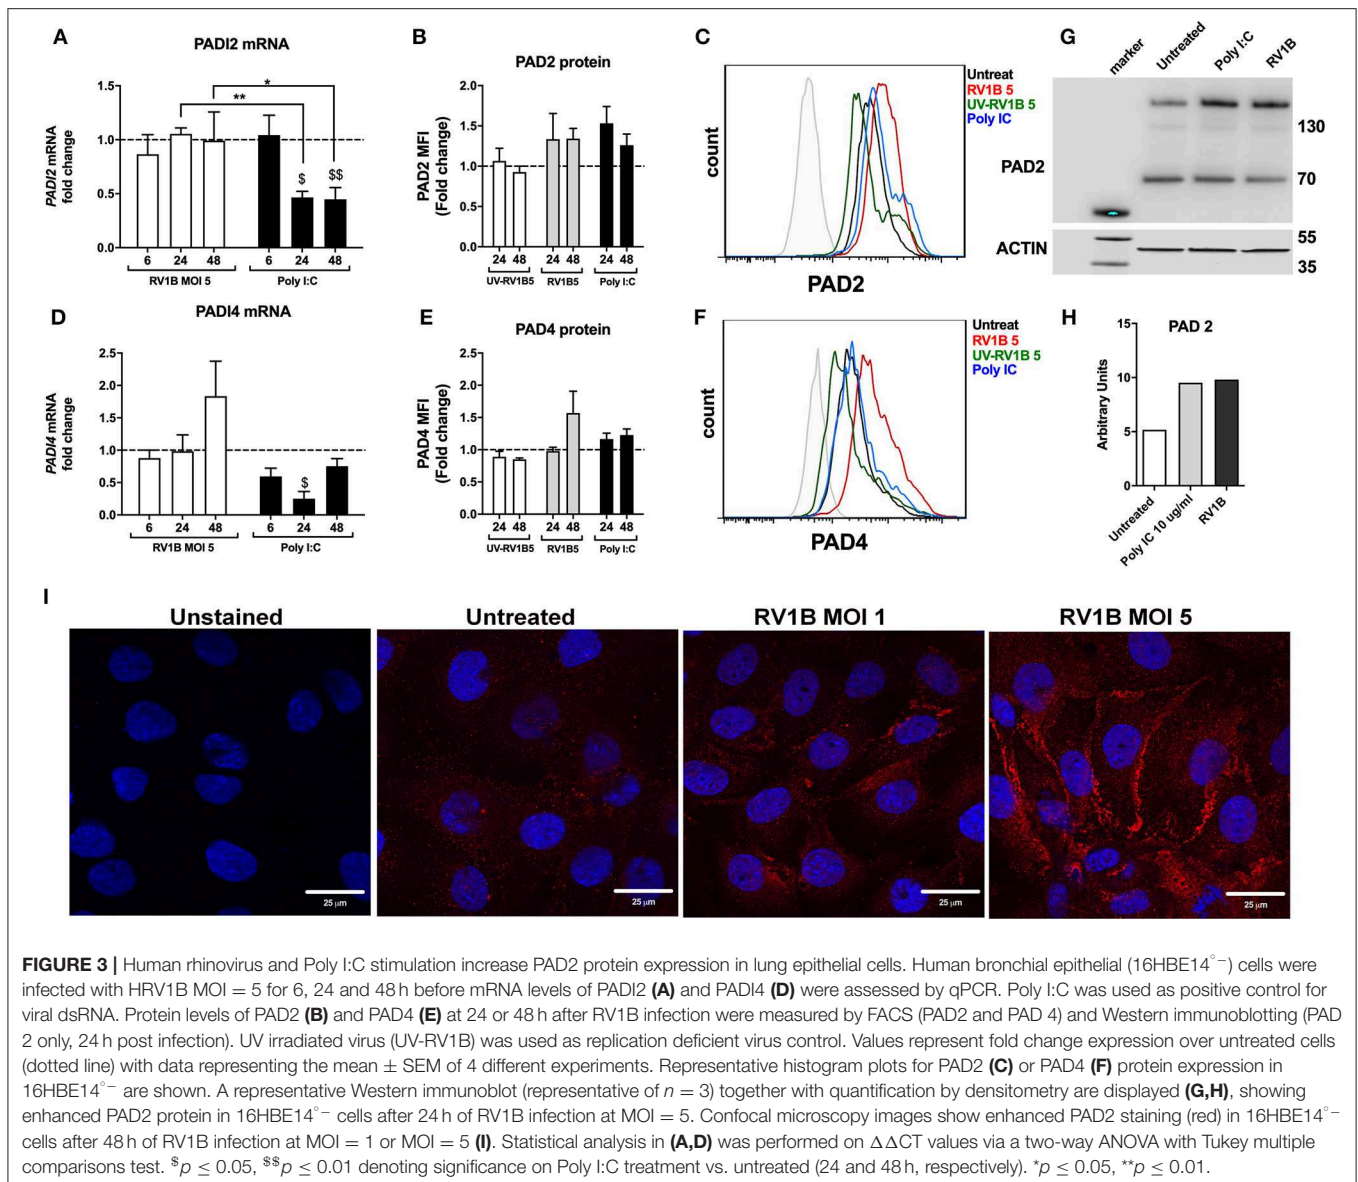 A
PADI2 mRNA
PADI2 mRNA
fold change
1.5
1.0
0.5
0.0
*
**
$
$$
6 24 48 6 24 48
RV1B MOI 5 Poly I:C
B
PAD2 protein
PAD2 MFI
(Fold change)
2.0
1.5
1.0
0.5
0.0
24 48 24 48 24 48
UV-RV1B5 RV1B5 Poly I:C
C
count
PAD2
Untreat
RV1B 5
UV-RV1B 5
Poly IC
G
marker
Untreated
Poly I:C
RV1B
130
PAD2
70
ACTIN
55
35
D
PADI4 mRNA
PADI4 mRNA
fold change
2.5
2.0
1.5
1.0
0.5
0.0
$
6 24 48 6 24 48
RV1B MOI 5 Poly I:C
E
PAD4 protein
PAD4 MFI
(Fold change)
2.5
2.0
1.5
1.0
0.5
0.0
24 48 24 48 24 48
UV-RV1B5 RV1B5 Poly I:C
F
count
PAD4
Untreat
RV1B 5
UV-RV1B 5
Poly IC
H
PAD 2
Arbitrary Units
15
10
5
0
Untreated
Poly IC 10 ug/ml
RV1B
I
Unstained
Untreated
RV1B MOI 1
RV1B MOI 5
25 µm
25 µm
25 µm
25 µm
FIGURE 3 | Human rhinovirus and Poly I:C stimulation increase PAD2 protein expression in lung epithelial cells. Human bronchial epithelial (16HBE14°−) cells were
infected with HRV1B MOI = 5 for 6, 24 and 48 h before mRNA levels of PADI2 (A) and PADI4 (D) were assessed by qPCR. Poly I:C was used as positive control for
viral dsRNA. Protein levels of PAD2 (B) and PAD4 (E) at 24 or 48 h after RV1B infection were measured by FACS (PAD2 and PAD 4) and Western immunoblotting (PAD
2 only, 24 h post infection). UV irradiated virus (UV-RV1B) was used as replication deficient virus control. Values represent fold change expression over untreated cells
(dotted line) with data representing the mean ± SEM of 4 different experiments. Representative histogram plots for PAD2 (C) or PAD4 (F) protein expression in
16HBE14°− are shown. A representative Western immunoblot (representative of n = 3) together with quantification by densitometry are displayed (G,H), showing
enhanced PAD2 protein in 16HBE14°− cells after 24 h of RV1B infection at MOI = 5. Confocal microscopy images show enhanced PAD2 staining (red) in 16HBE14°−
cells after 48 h of RV1B infection at MOI = 1 or MOI = 5 (I). Statistical analysis in (A,D) was performed on ΔΔCT values via a two-way ANOVA with Tukey multiple
comparisons test. $p ≤ 0.05, $$p ≤ 0.01 denoting significance on Poly I:C treatment vs. untreated (24 and 48 h, respectively). *p ≤ 0.05, **p ≤ 0.01.